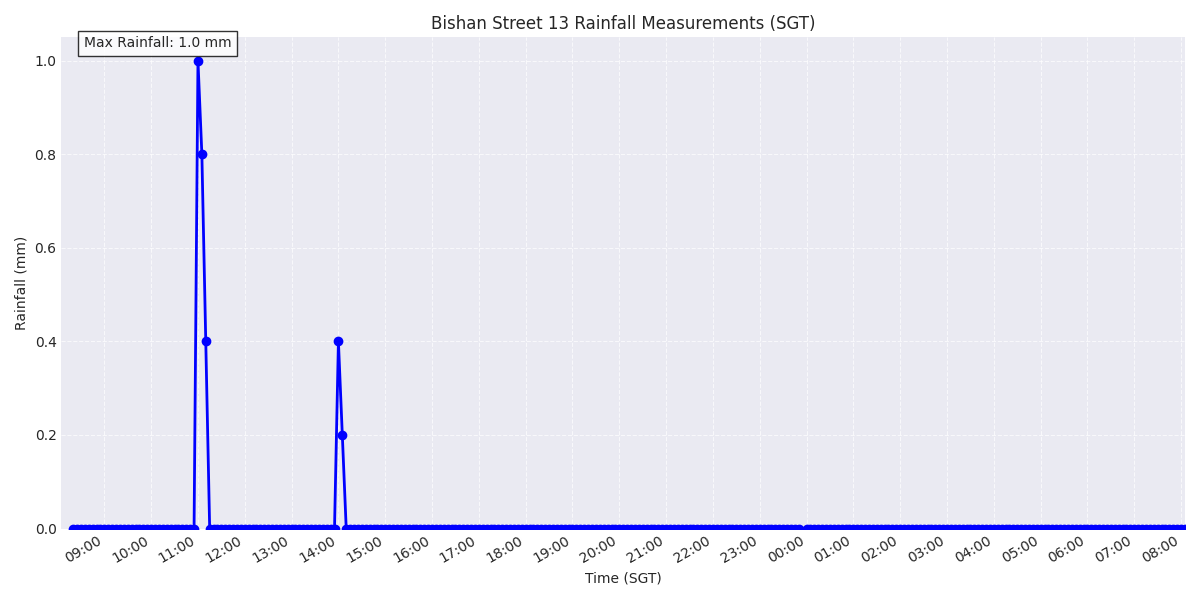 Bishan Street 13 Rainfall Measurements (SGT)
Max Rainfall: 1.0 mm
1.0
0.8
0.6
0.4
0.2
0.0
Rainfall (mm)
09:00 10:00 11:00 12:00 13:00 14:00 15:00 16:00 17:00 18:00 19:00 20:00 21:00 22:00 23:00 00:00 01:00 02:00 03:00 04:00 05:00 06:00 07:00 08:00
Time (SGT)